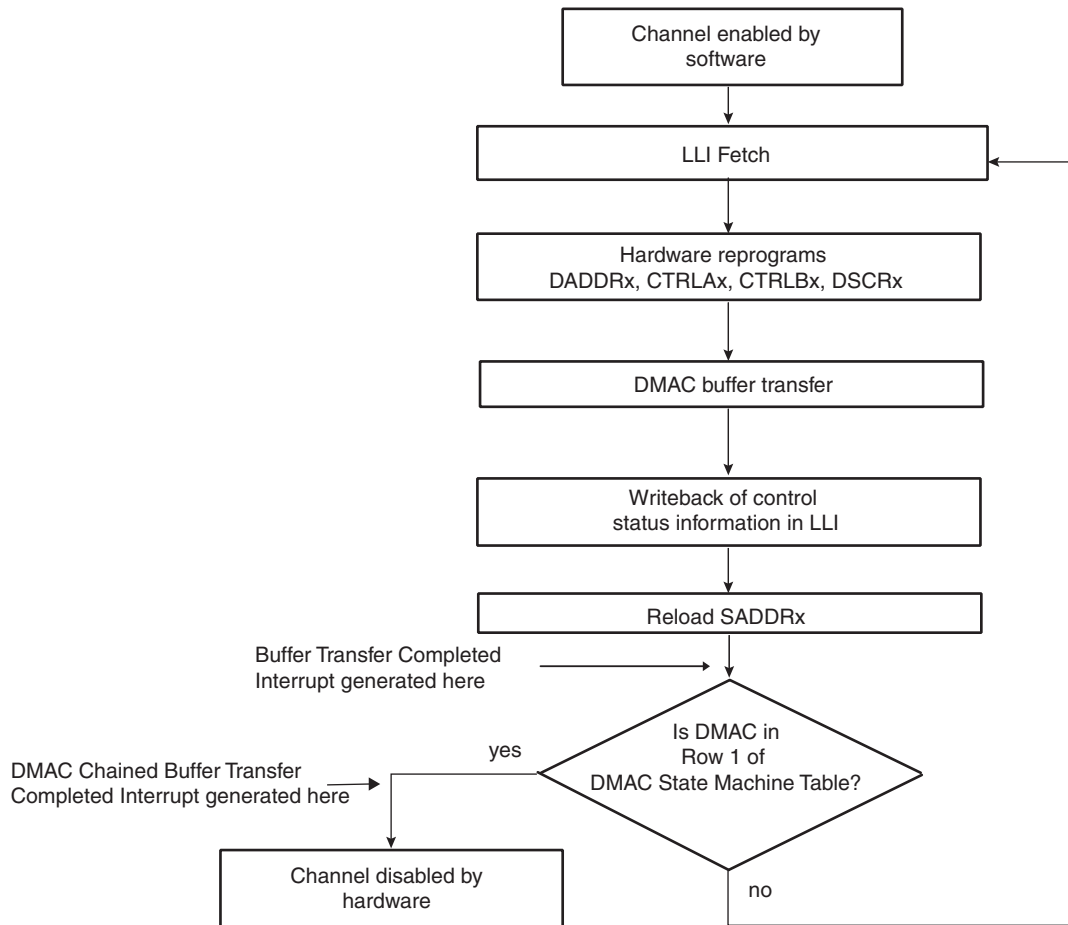 Channel enabled by
software
LLI Fetch
Hardware reprograms
DADDRx, CTRLAx, CTRLBx, DSCRx
DMAC buffer transfer
Writeback of control
status information in LLI
Reload SADDRx
Buffer Transfer Completed
Interrupt generated here
Is DMAC in
Row 1 of
DMAC State Machine Table?
yes
DMAC Chained Buffer Transfer
Completed Interrupt generated here
Channel disabled by
hardware
no